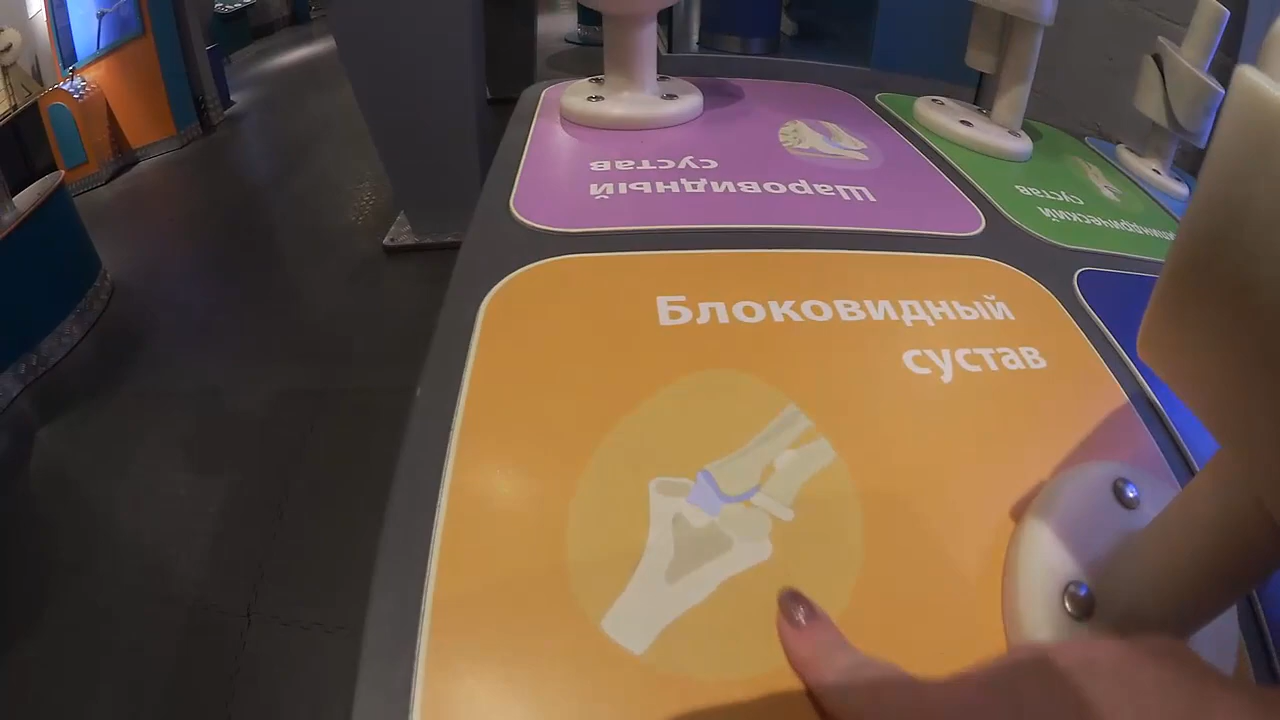 Блоковидный
сустав
Шаровидный
сустав
сустав